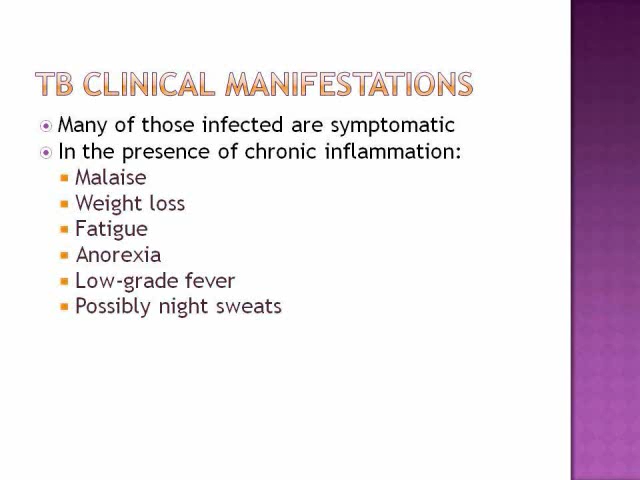 TB CLINICAL MANIFESTATIONS
Many of those infected are symptomatic
In the presence of chronic inflammation:
Malaise
Weight loss
Fatigue
Anorexia
Low-grade fever
Possibly night sweats